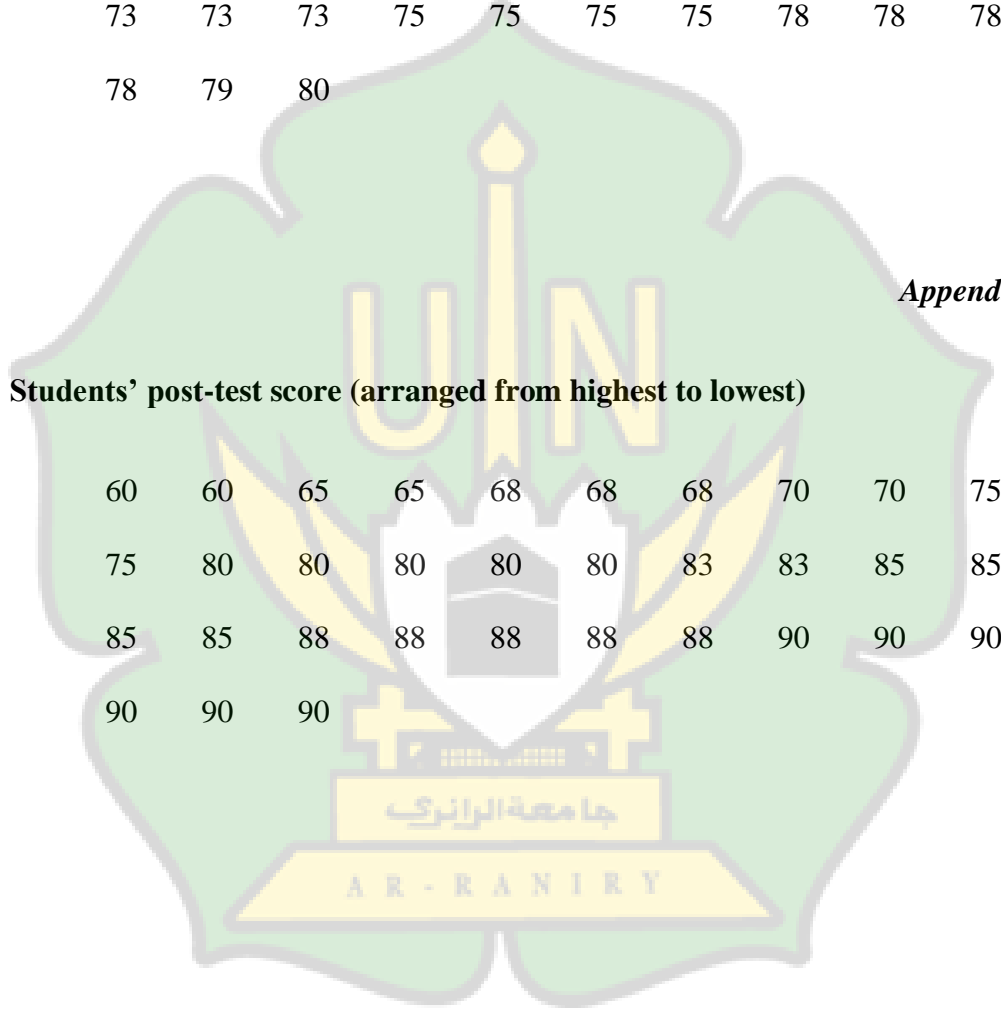 73 73 73 75 75 75 75 78 78 78
78 79 80
Append
Students’ post-test score (arranged from highest to lowest)
60 60 65 65 68 68 68 70 70 75
75 80 80 80 80 80 83 83 85 85
85 85 88 88 88 88 88 90 90 90
90 90 90
UIN
جامعة الرانري
AR-RANIRY